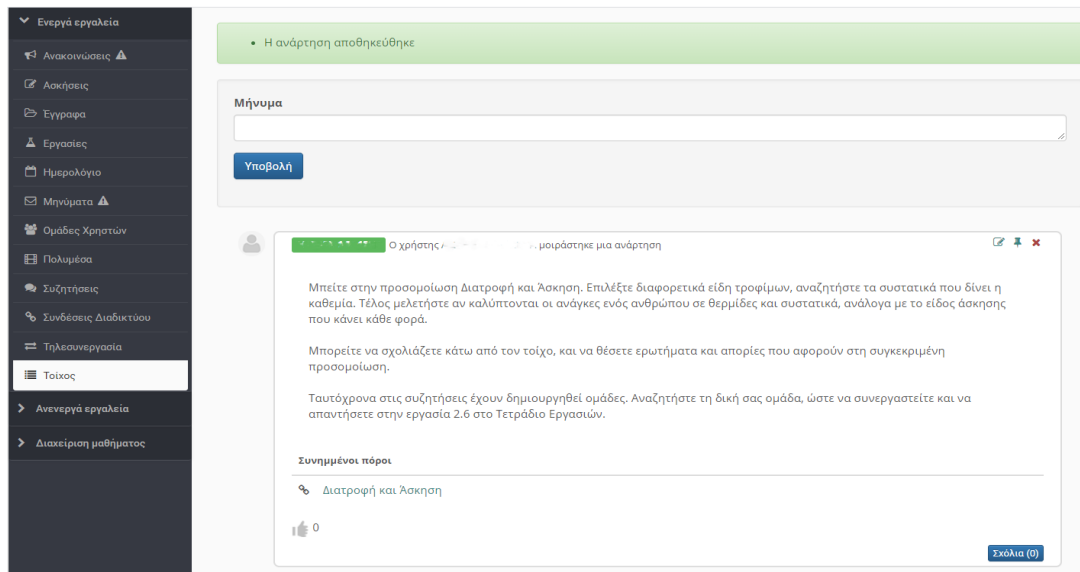 Ενεργά εργαλεία
Ανακοινώσεις
Ασκήσεις
Έγγραφα
Εργασίες
Ημερολόγιο
Μηνύματα
Ομάδες Χρηστών
Πολυμέσα
Συζητήσεις
Συνδέσεις Διαδικτύου
Τηλεσυνεργασία
Τοίχος
Ανενεργά εργαλεία
Διαχείριση μαθήματος
Η ανάρτηση αποθηκεύθηκε
Μήνυμα
Υποβολή
Ο χρήστης μοιράστηκε μια ανάρτηση
Μπείτε στην προσομοίωση Διατροφή και Άσκηση. Επιλέξτε διαφορετικά είδη τροφίμων, αναζητήστε τα συστατικά που δίνει η
καθεμία. Τέλος μελετήστε αν καλύπτονται οι ανάγκες ενός ανθρώπου σε θερμίδες και συστατικά, ανάλογα με το είδος άσκησης
που κάνει κάθε φορά.
Μπορείτε να σχολιάζετε κάτω από τον τοίχο, και να θέσετε ερωτήματα και απορίες που αφορούν στη συγκεκριμένη
προσομοίωση.
Ταυτόχρονα στις συζητήσεις έχουν δημιουργηθεί ομάδες. Αναζητήστε τη δική σας ομάδα, ώστε να συνεργαστείτε και να
απαντήσετε στην εργασία 2.6 στο Τετράδιο Εργασιών.
Συνημμένοι πόροι
Διατροφή και Άσκηση
0
Σχόλια (0)